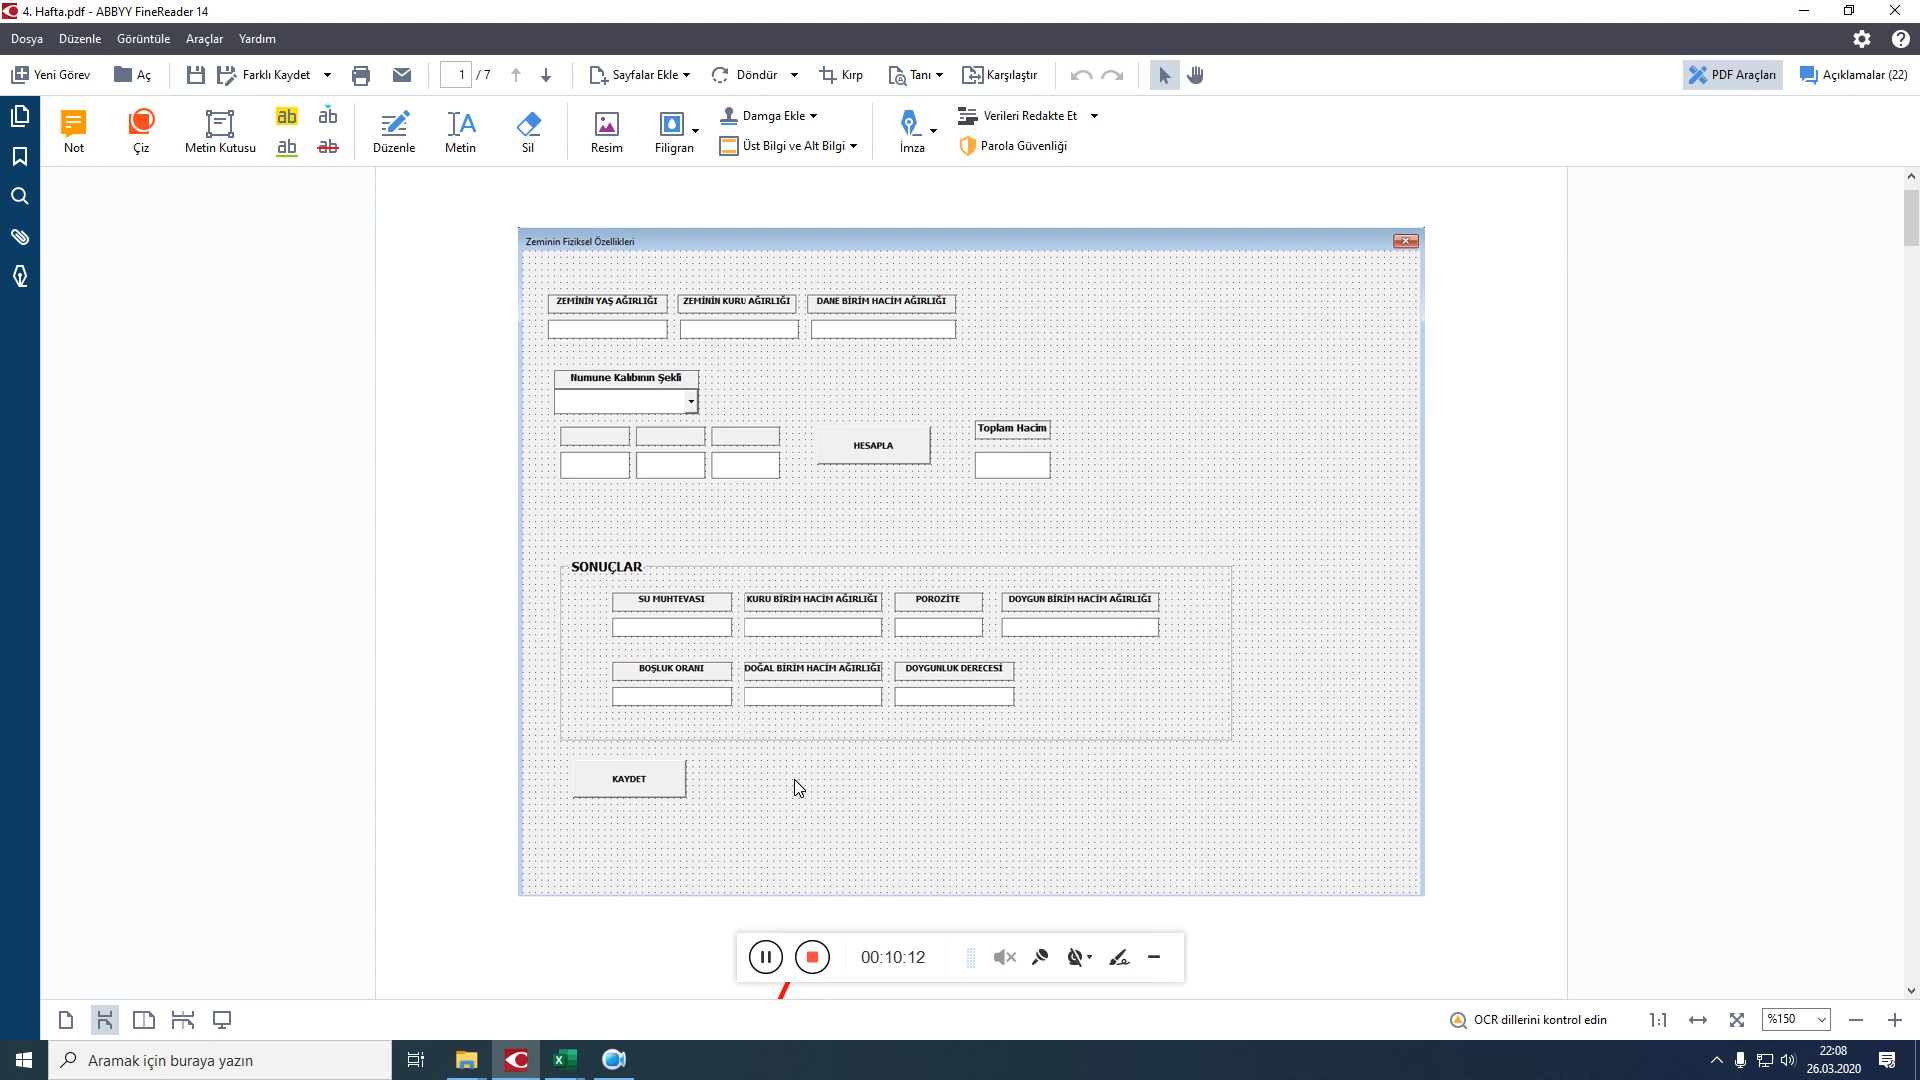 4. Hafta.pdf - ABBYY FineReader 14
Dosya Düzenle Görüntüle Araçlar Yardım
Yeni Görev Aç Farklı Kaydet 1 / 7 Sayfalar Ekle Döndür Kırp Tanı Karşılaştır PDF Araçları Açıklamalar (22)
Not Çiz Metin Kutusu ab ab ab ab Düzenle Metin Sil Resim Filigran Damga Ekle Üst Bilgi ve Alt Bilgi İmza Verileri Redakte Et Parola Güvenliği
Zeminin Fiziksel Özellikleri
ZEMİNİN YAŞ AĞIRLIĞI ZEMİNİN KURU AĞIRLIĞI DANE BİRİM HACİM AĞIRLIĞI
Numune Kalıbının Şekli
HESAPLA Toplam Hacim
SONUÇLAR
SU MUHTEVASI KURU BİRİM HACİM AĞIRLIĞI POROZİTE DOYGUN BİRİM HACİM AĞIRLIĞI
BOŞLUK ORANI DOĞAL BİRİM HACİM AĞIRLIĞI DOYGUNLUK DERECESİ
KAYDET
00:10:12
OCR dillerini kontrol edin 1:1 %150
Aramak için buraya yazın
22:08
26.03.2020